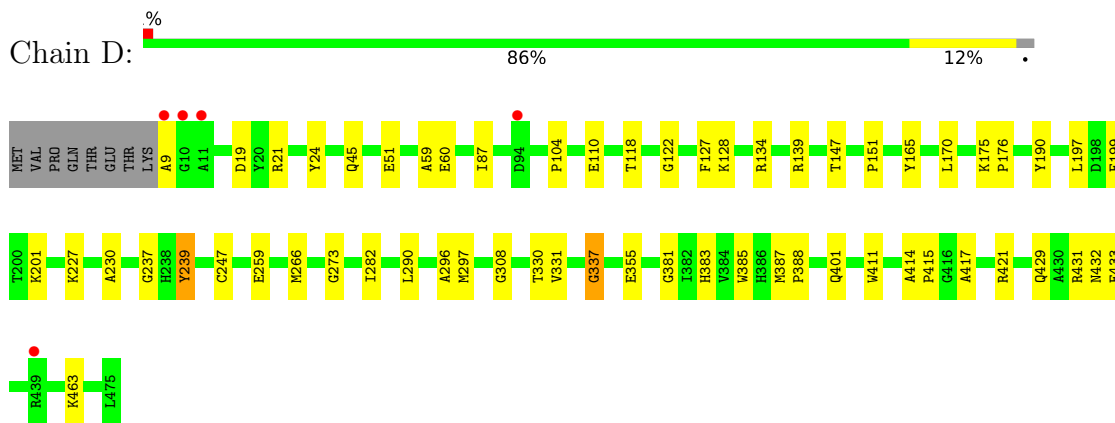 .%
Chain D:
86% 12% •
MET VAL PRO GLN THR GLU THR LYS A9 G10 A11 D19 Y20 R21 Y24 Q45 E51 A59 E60 I87 D94 P104 E110 T118 G122 F127 K128 R134 R139 T147 P151 Y165 L170 K175 P176 Y190 L197 D198
T200 K201 K227 A230 G237 H238 Y239 C247 E259 M266 G273 I282 L290 A296 M297 G308 T330 V331 G337 E355 G381 I382 H383 V384 W385 H386 M387 P388 Q401 W411 A414 P415 G416 A417 R421 Q429 A430 R431 N432
R439 K463 L475